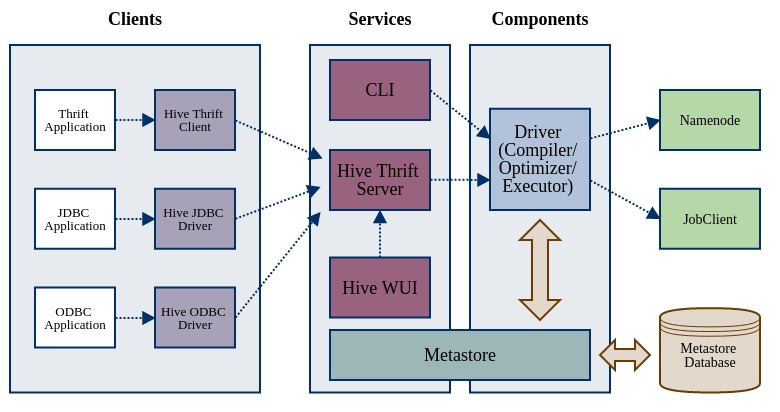 Clients
Services
Components
Thrift
Application
Hive Thrift
Client
JDBC
Application
Hive JDBC
Driver
ODBC
Application
Hive ODBC
Driver
CLI
Hive Thrift
Server
Hive WUI
Metastore
Driver
(Compiler/
Optimizer/
Executor)
Namenode
JobClient
Metastore
Database